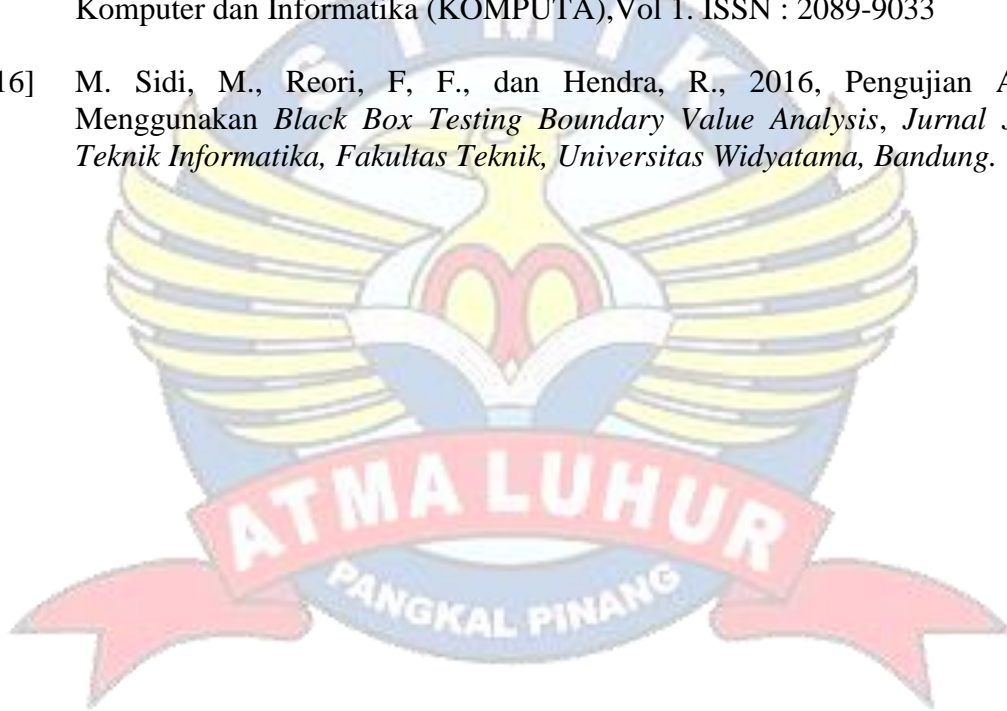 Komputer dan Informatika (KOMPUTA),Vol 1. ISSN : 2089-9033
16] M. Sidi, M., Reori, F, F., dan Hendra, R., 2016, Pengujian A
Menggunakan Black Box Testing Boundary Value Analysis, Jurnal J
Teknik Informatika, Fakultas Teknik, Universitas Widyatama, Bandung.
STMIK
ATMA LUHUR
PANGKAL PINANG